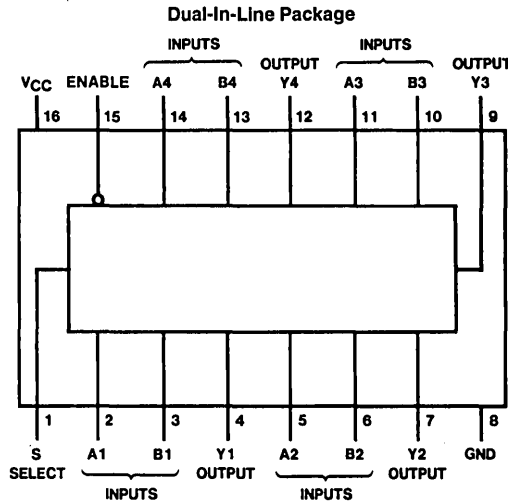 Dual-In-Line Package
INPUTS INPUTS
OUTPUT OUTPUT
VCC ENABLE A4 B4 Y4 A3 B3 Y3
16 15 14 13 12 11 10 9
1 2 3 4 5 6 7 8
S A1 B1 Y1 A2 B2 Y2 GND
SELECT OUTPUT OUTPUT
INPUTS INPUTS